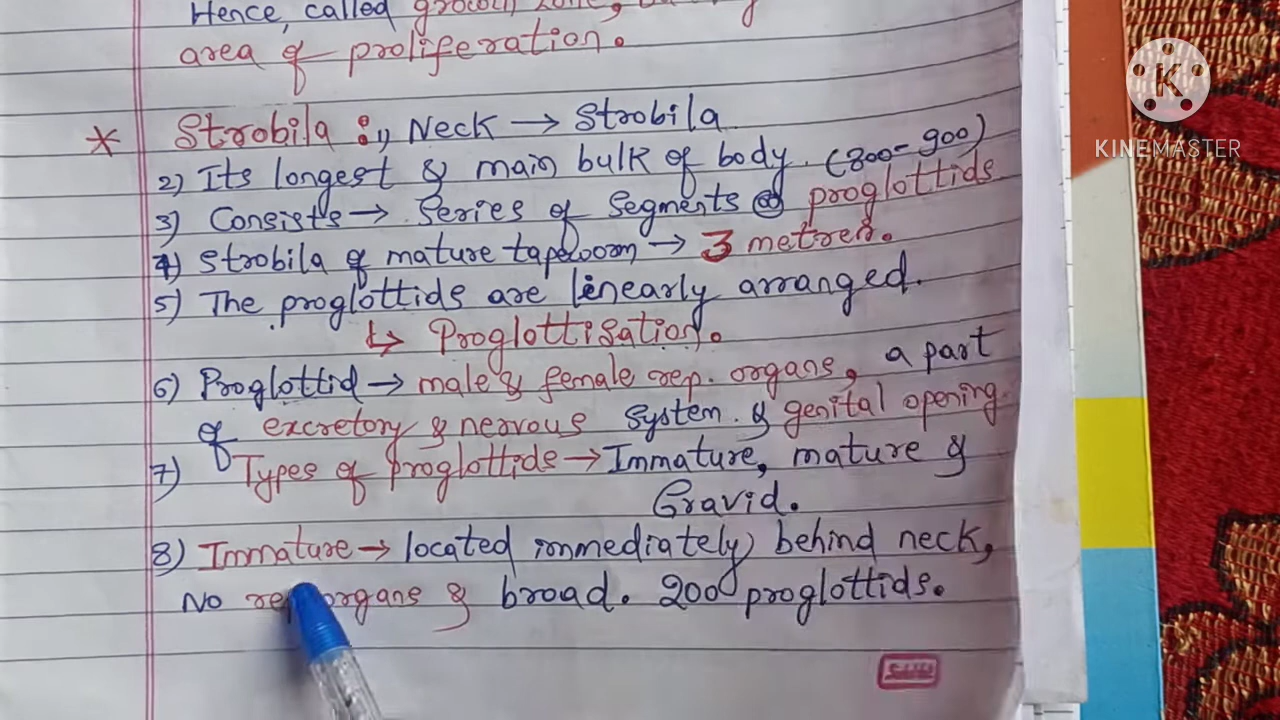 Hence, called growth zone,
area of proliferation.
* Strobila :, 1) Neck → Strobila
2) Its longest & main bulk of body. (800-900)
3) Consists → Series of Segments @ proglottids
4) Strobila of mature tapeworm → 3 metres.
5) The proglottids are linearly arranged.
↳ Proglottisation.
6) Proglottid → male & female rep. organs, a part
of excretory & nervous system. & genital opening.
7) Types of proglottids → Immature, mature &
Gravid.
8) Immature → located immediately behind neck,
No rep organs & broad. 200 proglottids.
K
KINEMASTER